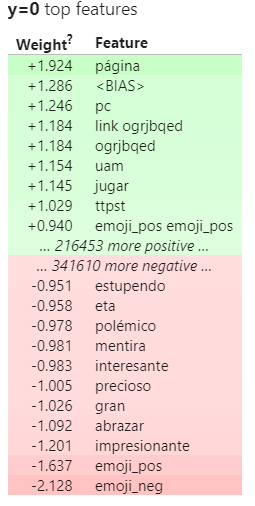 y=0 top features
Weight? Feature
+1.924 página
+1.286 <BIAS>
+1.246 pc
+1.184 link ogrjbqed
+1.184 ogrjbqed
+1.154 uam
+1.145 jugar
+1.029 ttpst
+0.940 emoji_pos emoji_pos
... 216453 more positive ...
... 341610 more negative ...
-0.951 estupendo
-0.958 eta
-0.978 polémico
-0.981 mentira
-0.983 interesante
-1.005 precioso
-1.026 gran
-1.092 abrazar
-1.201 impresionante
-1.637 emoji_pos
-2.128 emoji_neg